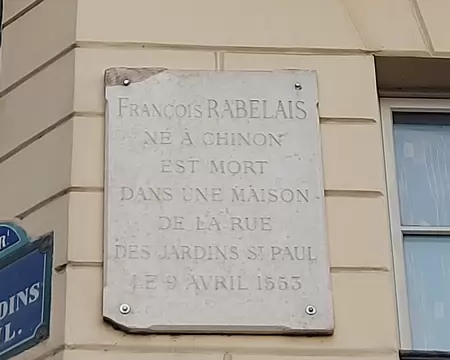 FRANÇOIS RABELAIS
NÉ À CHINON
EST MORT
DANS UNE MAISON
DE LA RUE
DES JARDINS ST PAUL
LE 9 AVRIL 1553